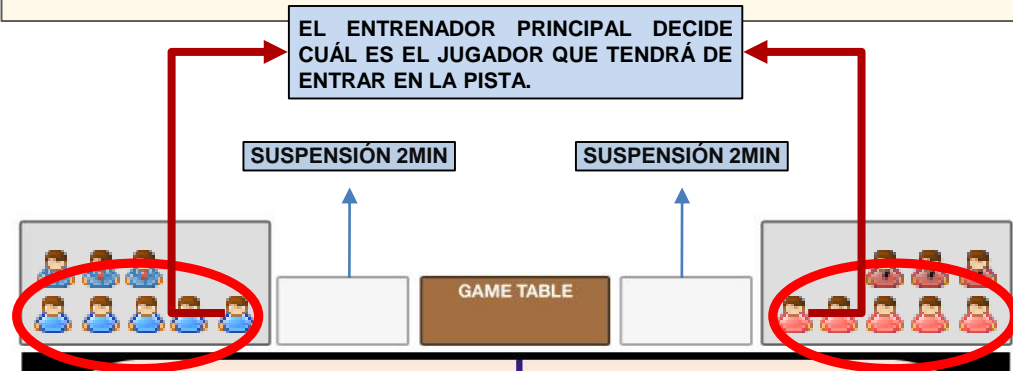 EL ENTRENADOR PRINCIPAL DECIDE
CUÁL ES EL JUGADOR QUE TENDRÁ DE
ENTRAR EN LA PISTA.
SUSPENSIÓN 2MIN
SUSPENSIÓN 2MIN
GAME TABLE